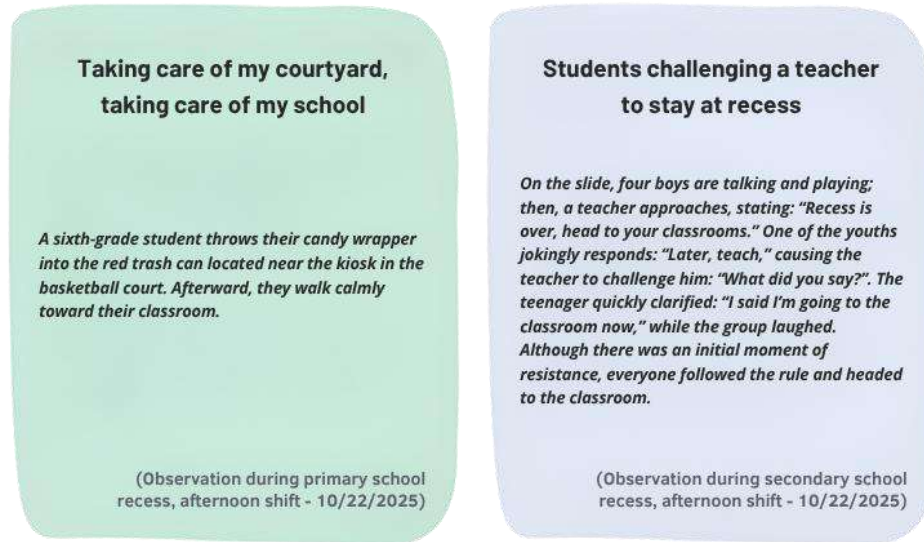 Taking care of my courtyard,
taking care of my school
A sixth-grade student throws their candy wrapper
into the red trash can located near the kiosk in the
basketball court. Afterward, they walk calmly
toward their classroom.
(Observation during primary school
recess, afternoon shift - 10/22/2025)
Students challenging a teacher
to stay at recess
On the slide, four boys are talking and playing;
then, a teacher approaches, stating: “Recess is
over, head to your classrooms.” One of the youths
jokingly responds: “Later, teach,” causing the
teacher to challenge him: “What did you say?”. The
teenager quickly clarified: “I said I’m going to the
classroom now,” while the group laughed.
Although there was an initial moment of
resistance, everyone followed the rule and headed
to the classroom.
(Observation during secondary school
recess, afternoon shift - 10/22/2025)